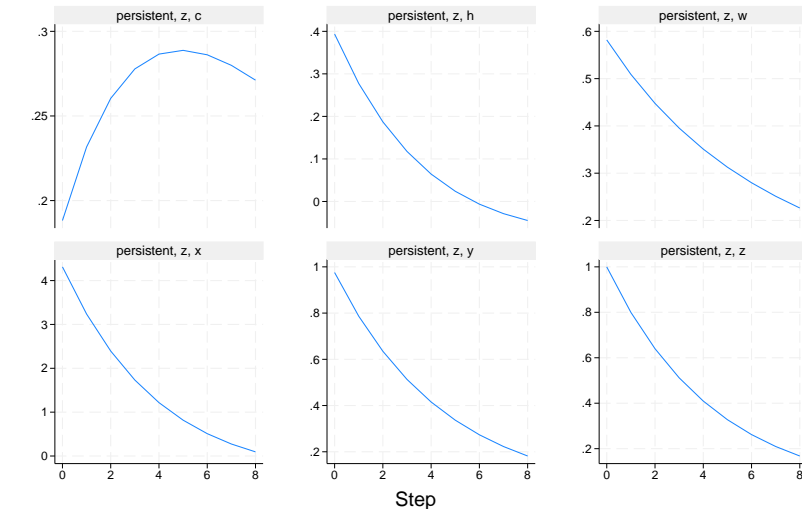 persistent, z, c
persistent, z, h
persistent, z, w
.3
.25
.2
.4
.3
.2
.1
0
.6
.5
.4
.3
.2
persistent, z, x
persistent, z, y
persistent, z, z
4
3
2
1
0
1
.8
.6
.4
.2
1
.8
.6
.4
.2
0 2 4 6 8
0 2 4 6 8
0 2 4 6 8
Step